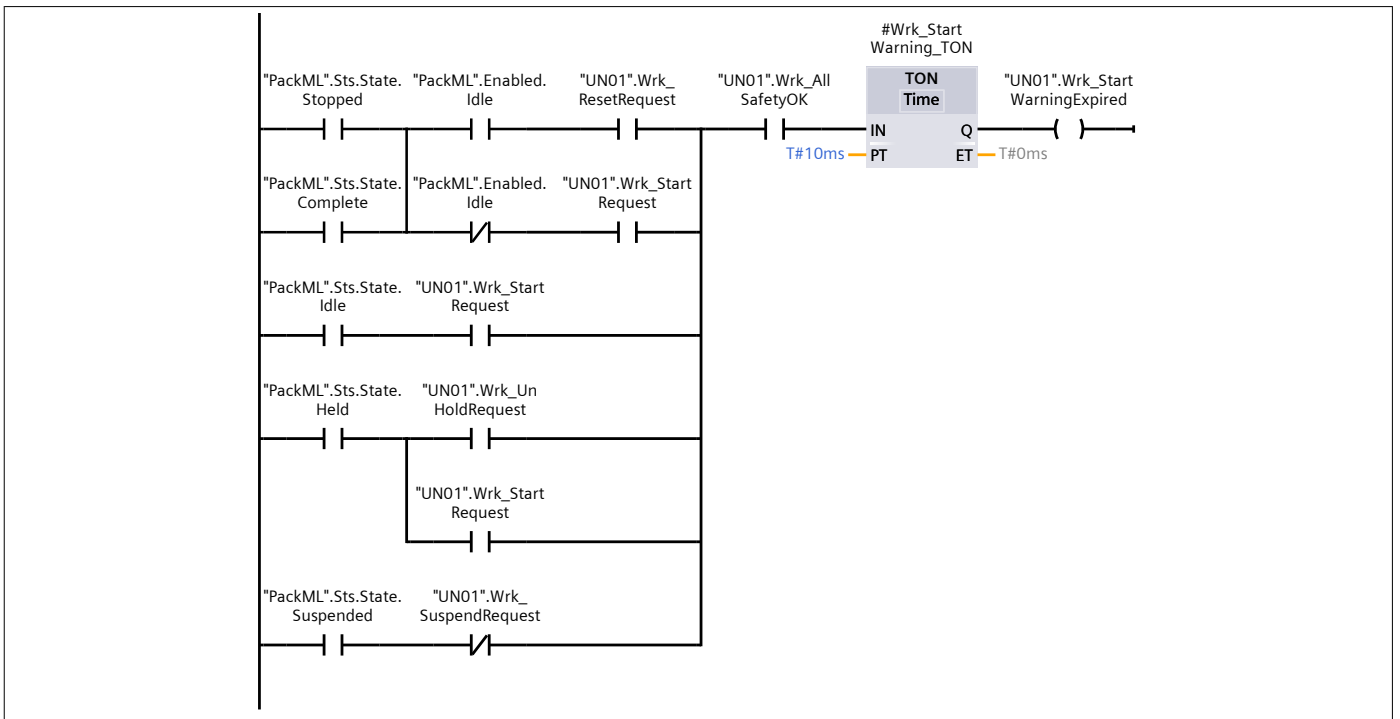 #Wrk_Start
Warning_TON
"PackML".Sts.State.
Stopped
"PackML".Enabled.
Idle
"UN01".Wrk_
ResetRequest
"UN01".Wrk_All
SafetyOK
TON
Time
"UN01".Wrk_Start
WarningExpired
IN
Q
T#10ms
PT
ET
T#0ms
"PackML".Sts.State.
Complete
"PackML".Enabled.
Idle
"UN01".Wrk_Start
Request
"PackML".Sts.State.
Idle
"UN01".Wrk_Start
Request
"PackML".Sts.State.
Held
"UN01".Wrk_Un
HoldRequest
"UN01".Wrk_Start
Request
"PackML".Sts.State.
Suspended
"UN01".Wrk_
SuspendRequest